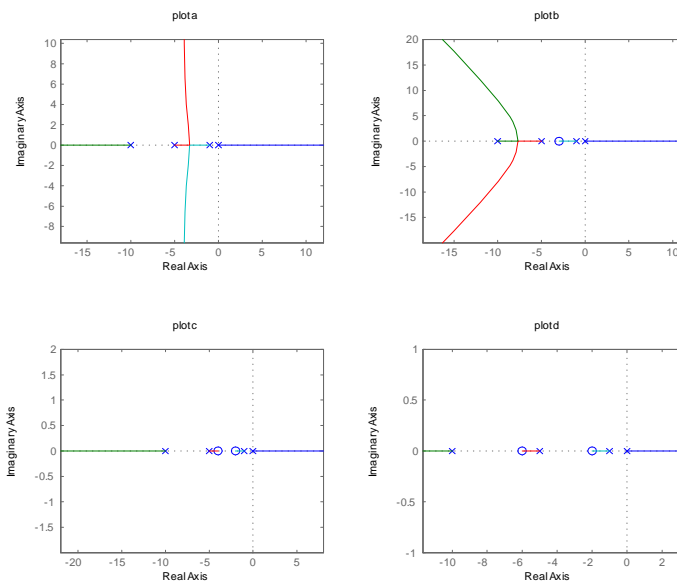 plota
10
8
6
4
2
0
-2
-4
-6
-8
Imaginary Axis
-15 -10 -5 0 5 10
Real Axis
plotb
20
15
10
5
0
-5
-10
-15
Imaginary Axis
-15 -10 -5 0 5 10
Real Axis
plotc
2
1.5
1
0.5
0
-0.5
-1
-1.5
Imaginary Axis
-20 -15 -10 -5 0 5
Real Axis
plotd
1
0.5
0
-0.5
-1
Imaginary Axis
-10 -8 -6 -4 -2 0 2
Real Axis